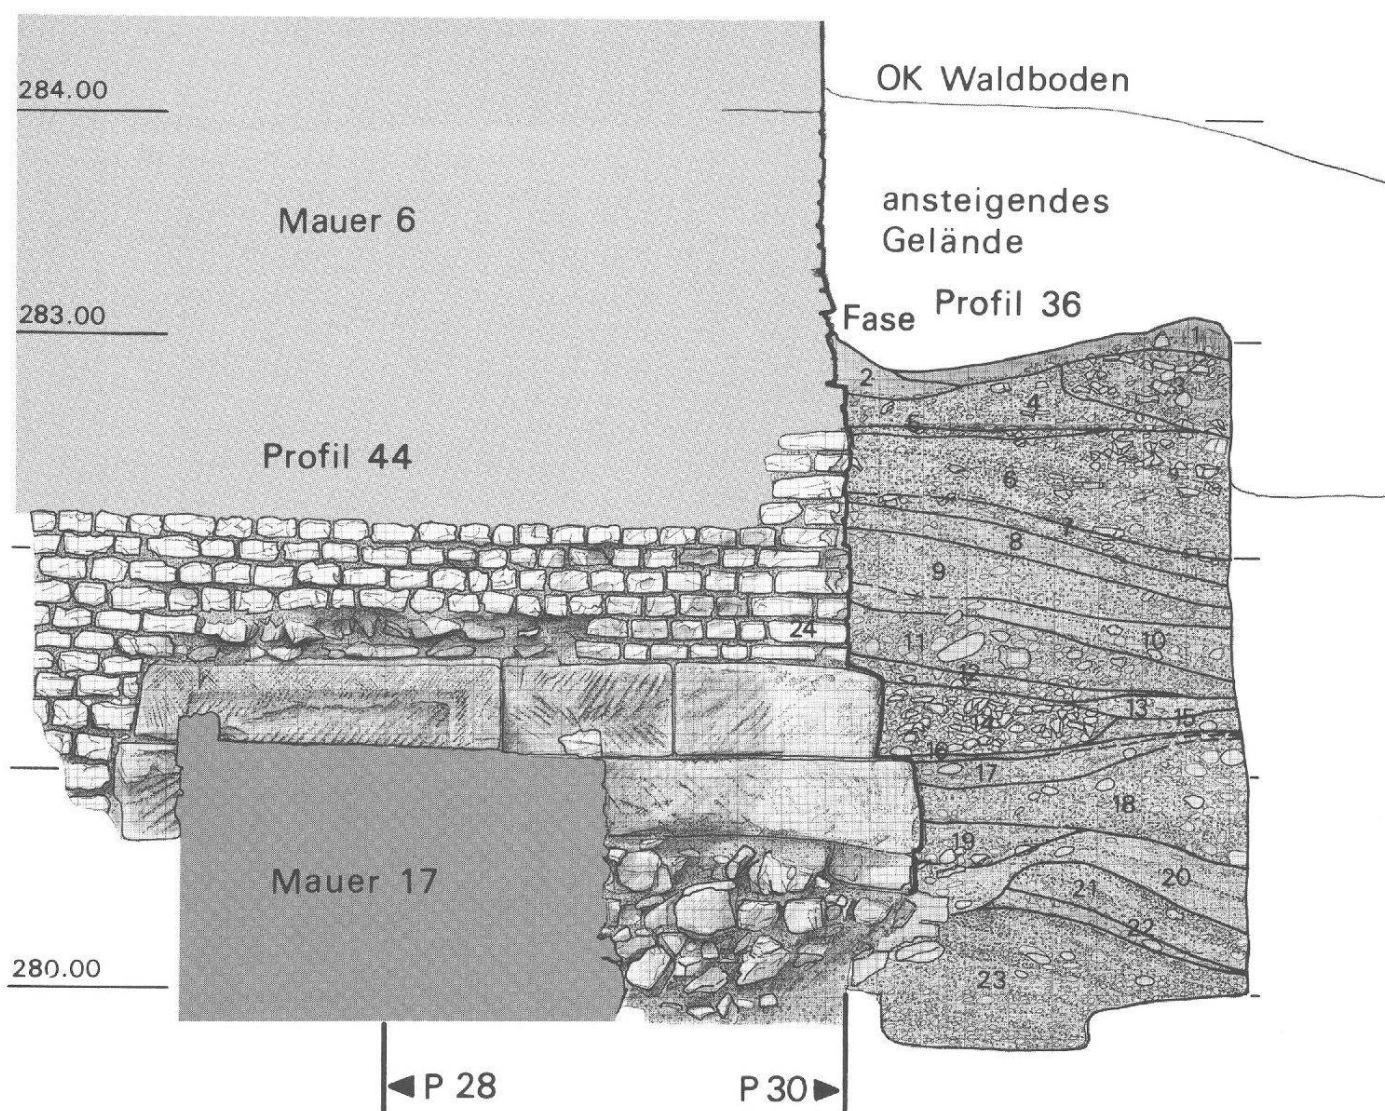 284.00
OK Waldboden
Mauer 6
ansteigendes
Gelände
283.00
Fase
Profil 36
1
2
3
4
5
Profil 44
6
7
8
9
10
11
24
12
13
14
15
16
17
18
19
Mauer 17
20
21
22
280.00
23
◄ P 28
P 30 ►